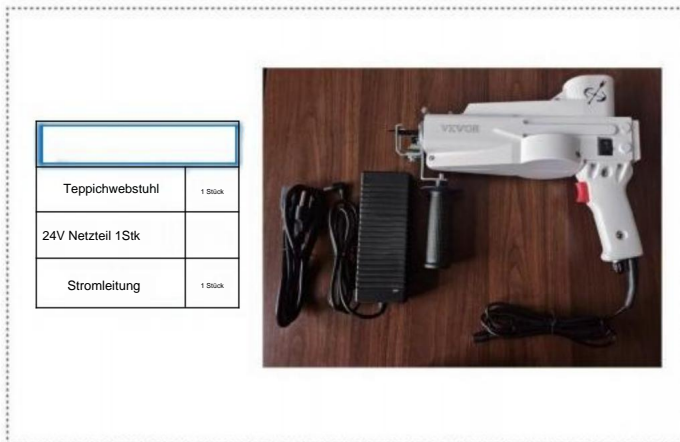 Teppichwebstuhl 1 Stück
24V Netzteil 1Stk
Stromleitung 1 Stück
VEVOR